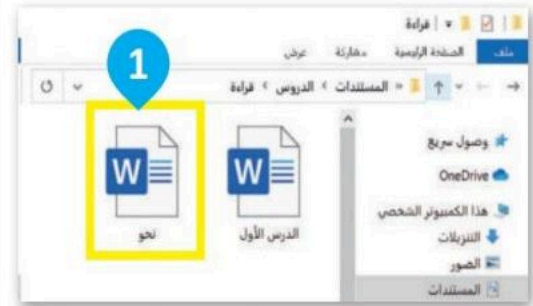 قراءة
ملف الصفحة الرئيسية مشاركة عرض
« المستندات › الدروس › قراءة
1
وصول سريع
OneDrive
هذا الكمبيوتر الشخصي
التنزيلات
الصور
المستندات
W W
الدرس الأول نحو